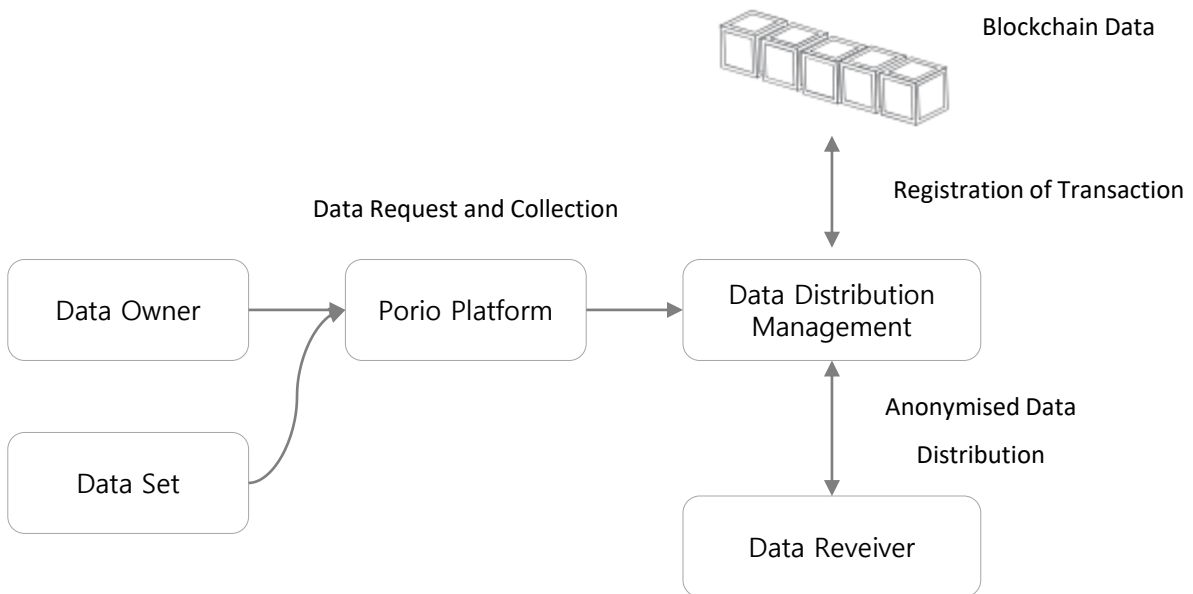 Blockchain Data
Registration of Transaction
Data Request and Collection
Data Owner
Porio Platform
Data Distribution
Management
Anonymised Data
Distribution
Data Set
Data Reveiver